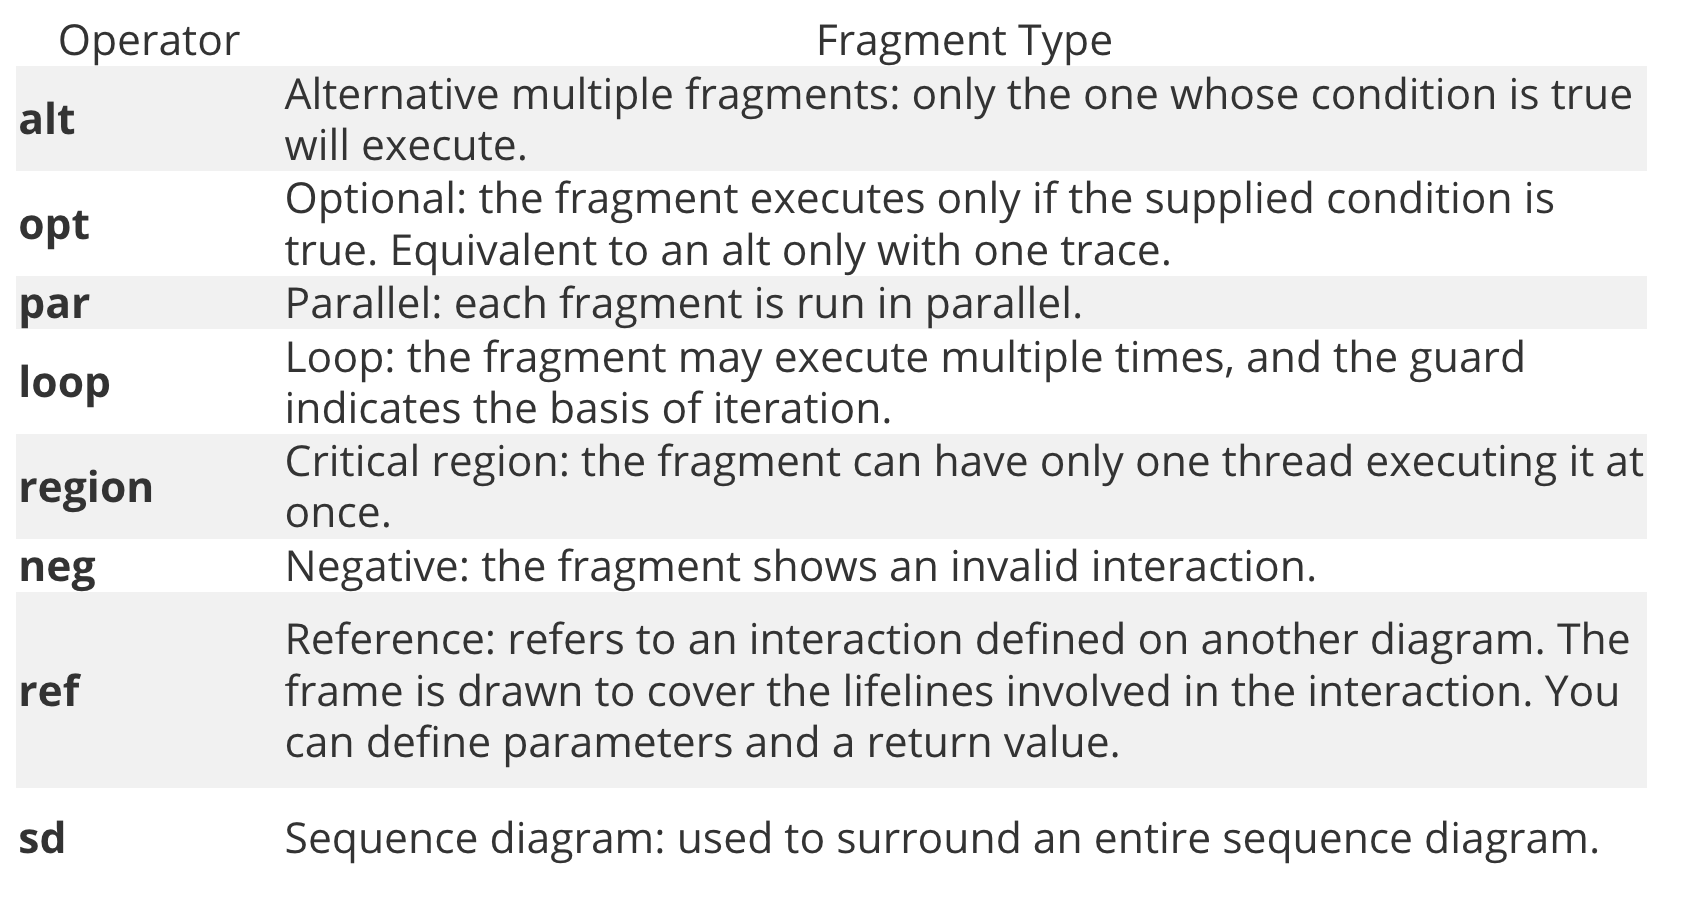 Operator Fragment Type
alt
Alternative multiple fragments: only the one whose condition is true
will execute.
opt
Optional: the fragment executes only if the supplied condition is
true. Equivalent to an alt only with one trace.
par
Parallel: each fragment is run in parallel.
loop
Loop: the fragment may execute multiple times, and the guard
indicates the basis of iteration.
region
Critical region: the fragment can have only one thread executing it at
once.
neg
Negative: the fragment shows an invalid interaction.
ref
Reference: refers to an interaction defined on another diagram. The
frame is drawn to cover the lifelines involved in the interaction. You
can define parameters and a return value.
sd
Sequence diagram: used to surround an entire sequence diagram.